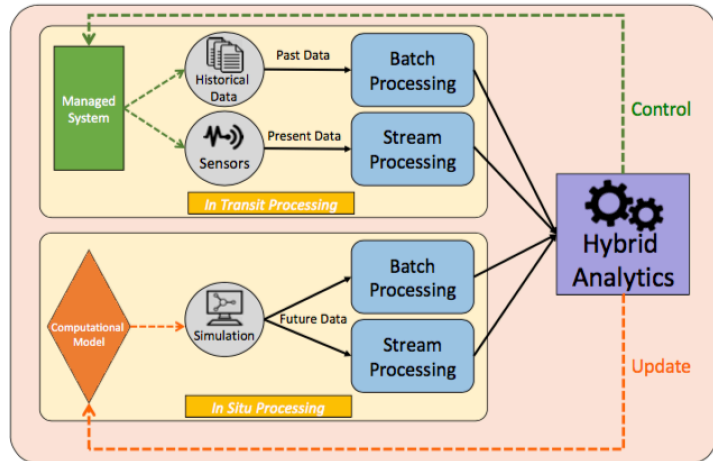 Managed
System
Historical
Data
Past Data
Batch
Processing
Sensors
Present Data
Stream
Processing
In Transit Processing
Control
Hybrid
Analytics
Computational
Model
Simulation
Future Data
Batch
Processing
Stream
Processing
In Situ Processing
Update